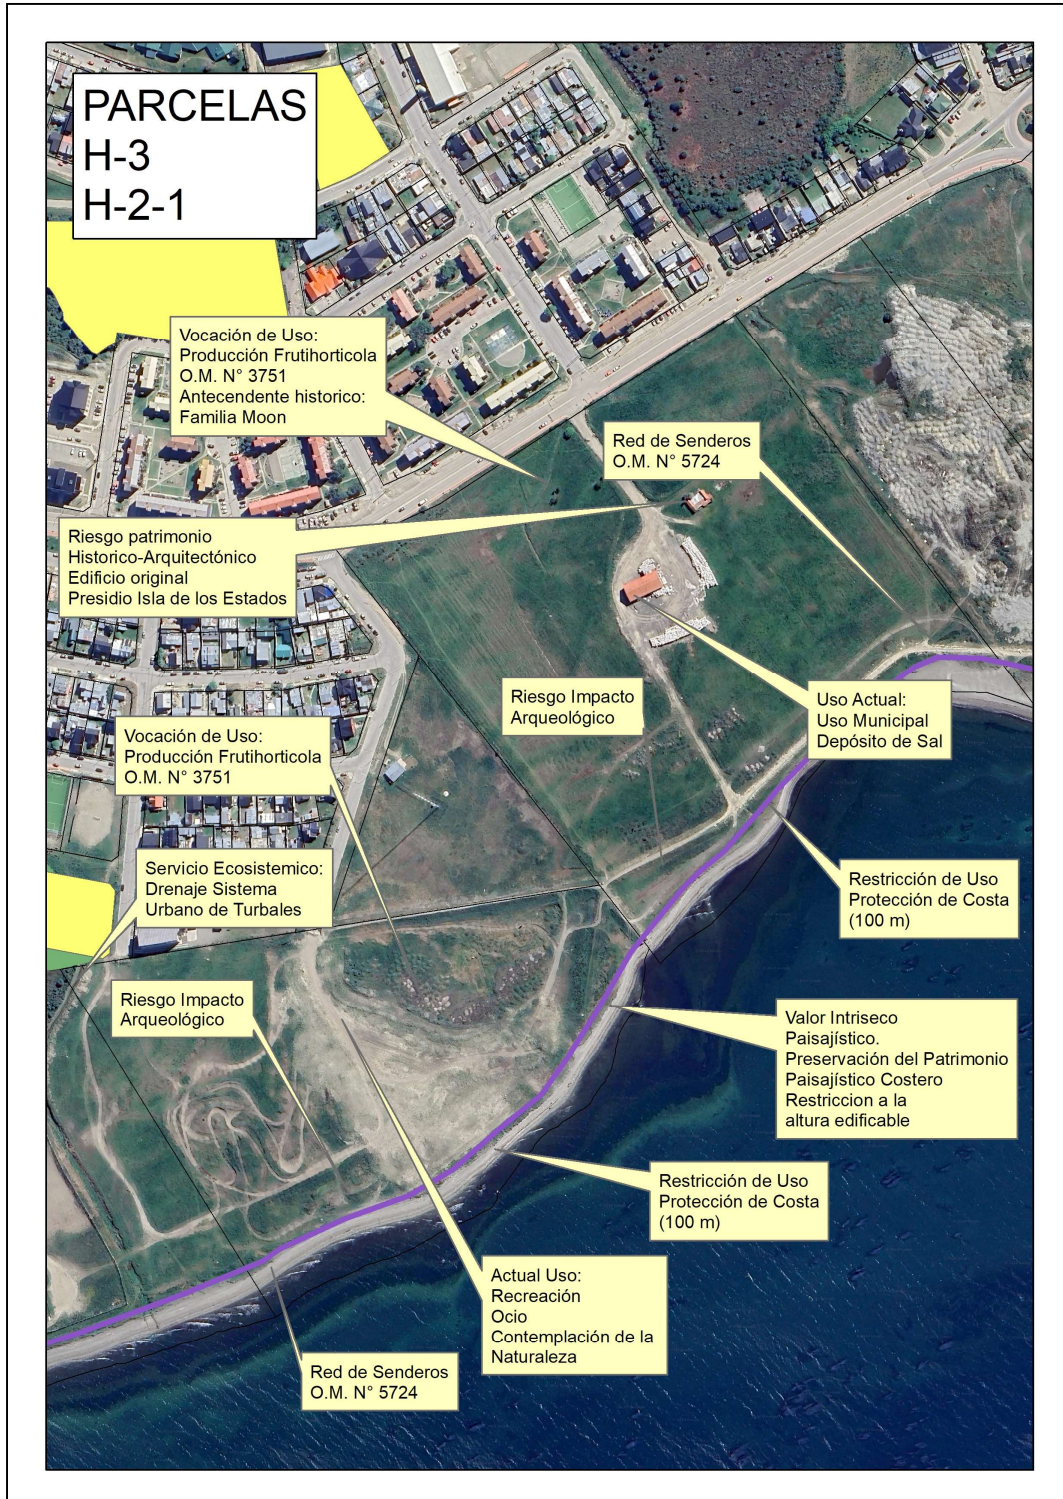 PARCELAS
H-3
H-2-1
Vocación de Uso:
Producción Frutihorticola
O.M. N° 3751
Antecendente historico:
Familia Moon
Red de Senderos
O.M. N° 5724
Riesgo patrimonio
Historico-Arquitectónico
Edificio original
Presidio Isla de los Estados
Riesgo Impacto
Arqueológico
Uso Actual:
Uso Municipal
Depósito de Sal
Vocación de Uso:
Producción Frutihorticola
O.M. N° 3751
Servicio Ecosistemico:
Drenaje Sistema
Urbano de Turbales
Restricción de Uso
Protección de Costa
(100 m)
Riesgo Impacto
Arqueológico
Valor Intriseco
Paisajístico.
Preservación del Patrimonio
Paisajístico Costero
Restriccion a la
altura edificable
Restricción de Uso
Protección de Costa
(100 m)
Actual Uso:
Recreación
Ocio
Contemplación de la
Naturaleza
Red de Senderos
O.M. N° 5724